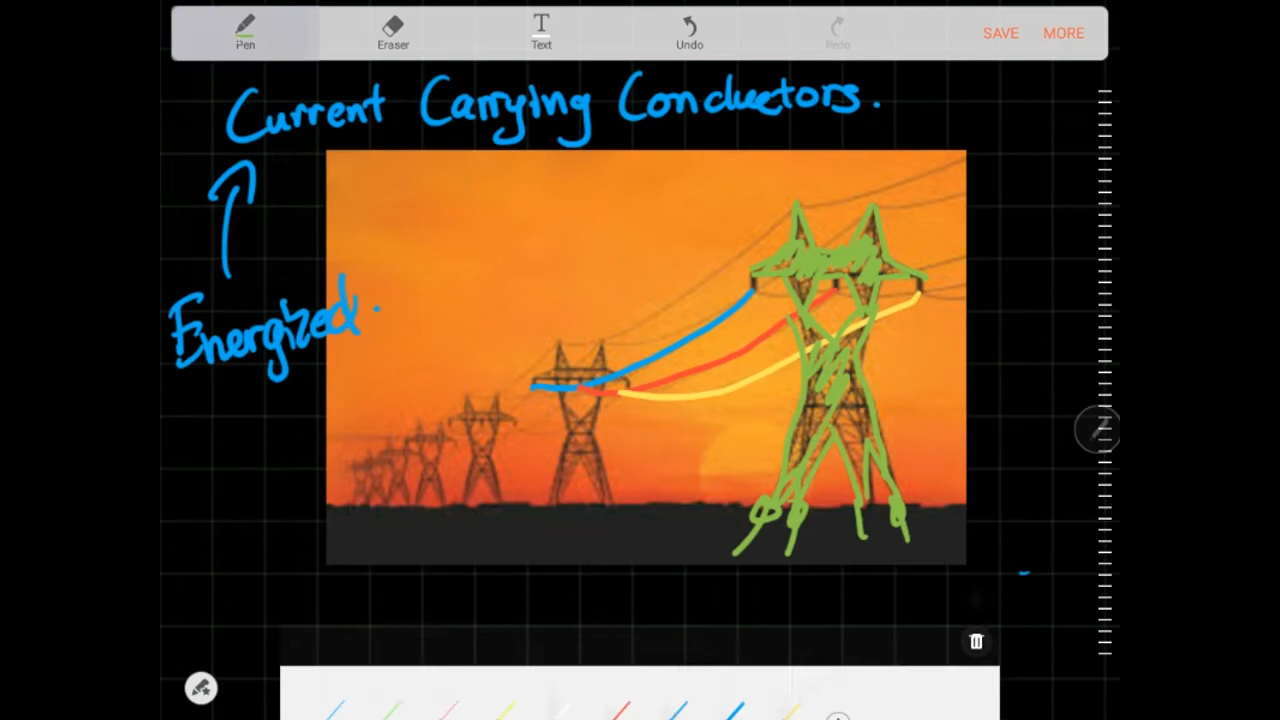 Pen Eraser Text Undo Redo SAVE MORE
Current Carrying Conductors.
Energized.